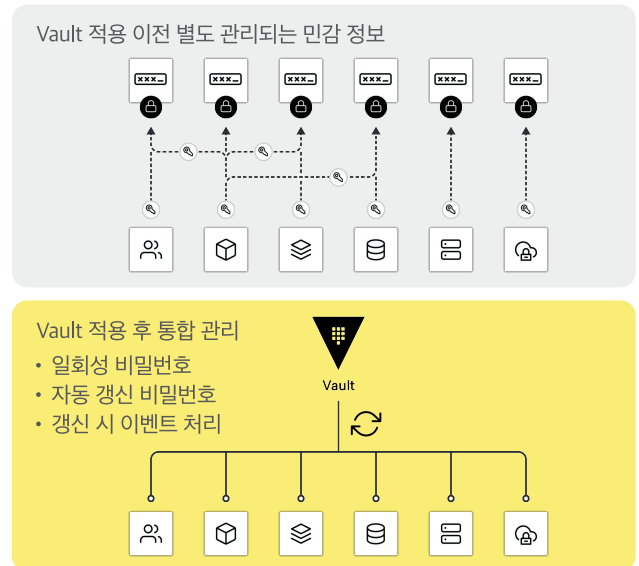 Vault 적용 이전 별도 관리되는 민감 정보
Vault 적용 후 통합 관리
• 일회성 비밀번호
• 자동 갱신 비밀번호
• 갱신 시 이벤트 처리
Vault